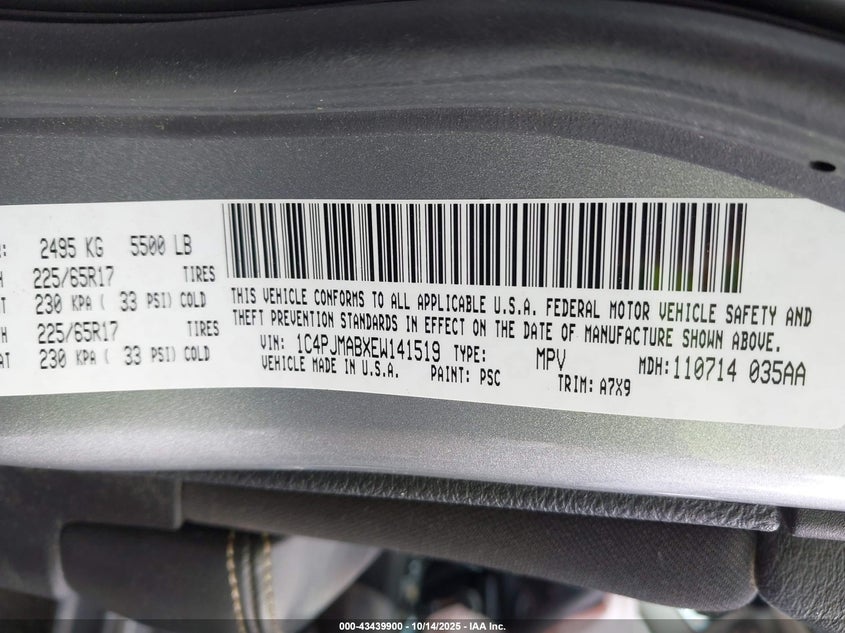 : 2495 KG 5500 LB
225/65R17 TIRES
230 KPA ( 33 PSI) COLD
225/65R17 TIRES
230 KPA ( 33 PSI) COLD
THIS VEHICLE CONFORMS TO ALL APPLICABLE U.S.A. FEDERAL MOTOR VEHICLE SAFETY AND
THEFT PREVENTION STANDARDS IN EFFECT ON THE DATE OF MANUFACTURE SHOWN ABOVE.
VIN: 1C4PJMABXEW141519 TYPE: MPV MDH:110714 035AA
VEHICLE MADE IN U.S.A. PAINT: PSC TRIM: A7X9
000-43439900 - 10/14/2025 - IAA Inc.